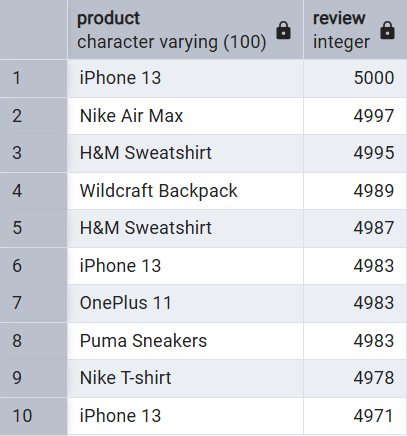 product review
character varying (100) integer
1 iPhone 13 5000
2 Nike Air Max 4997
3 H&M Sweatshirt 4995
4 Wildcraft Backpack 4989
5 H&M Sweatshirt 4987
6 iPhone 13 4983
7 OnePlus 11 4983
8 Puma Sneakers 4983
9 Nike T-shirt 4978
10 iPhone 13 4971